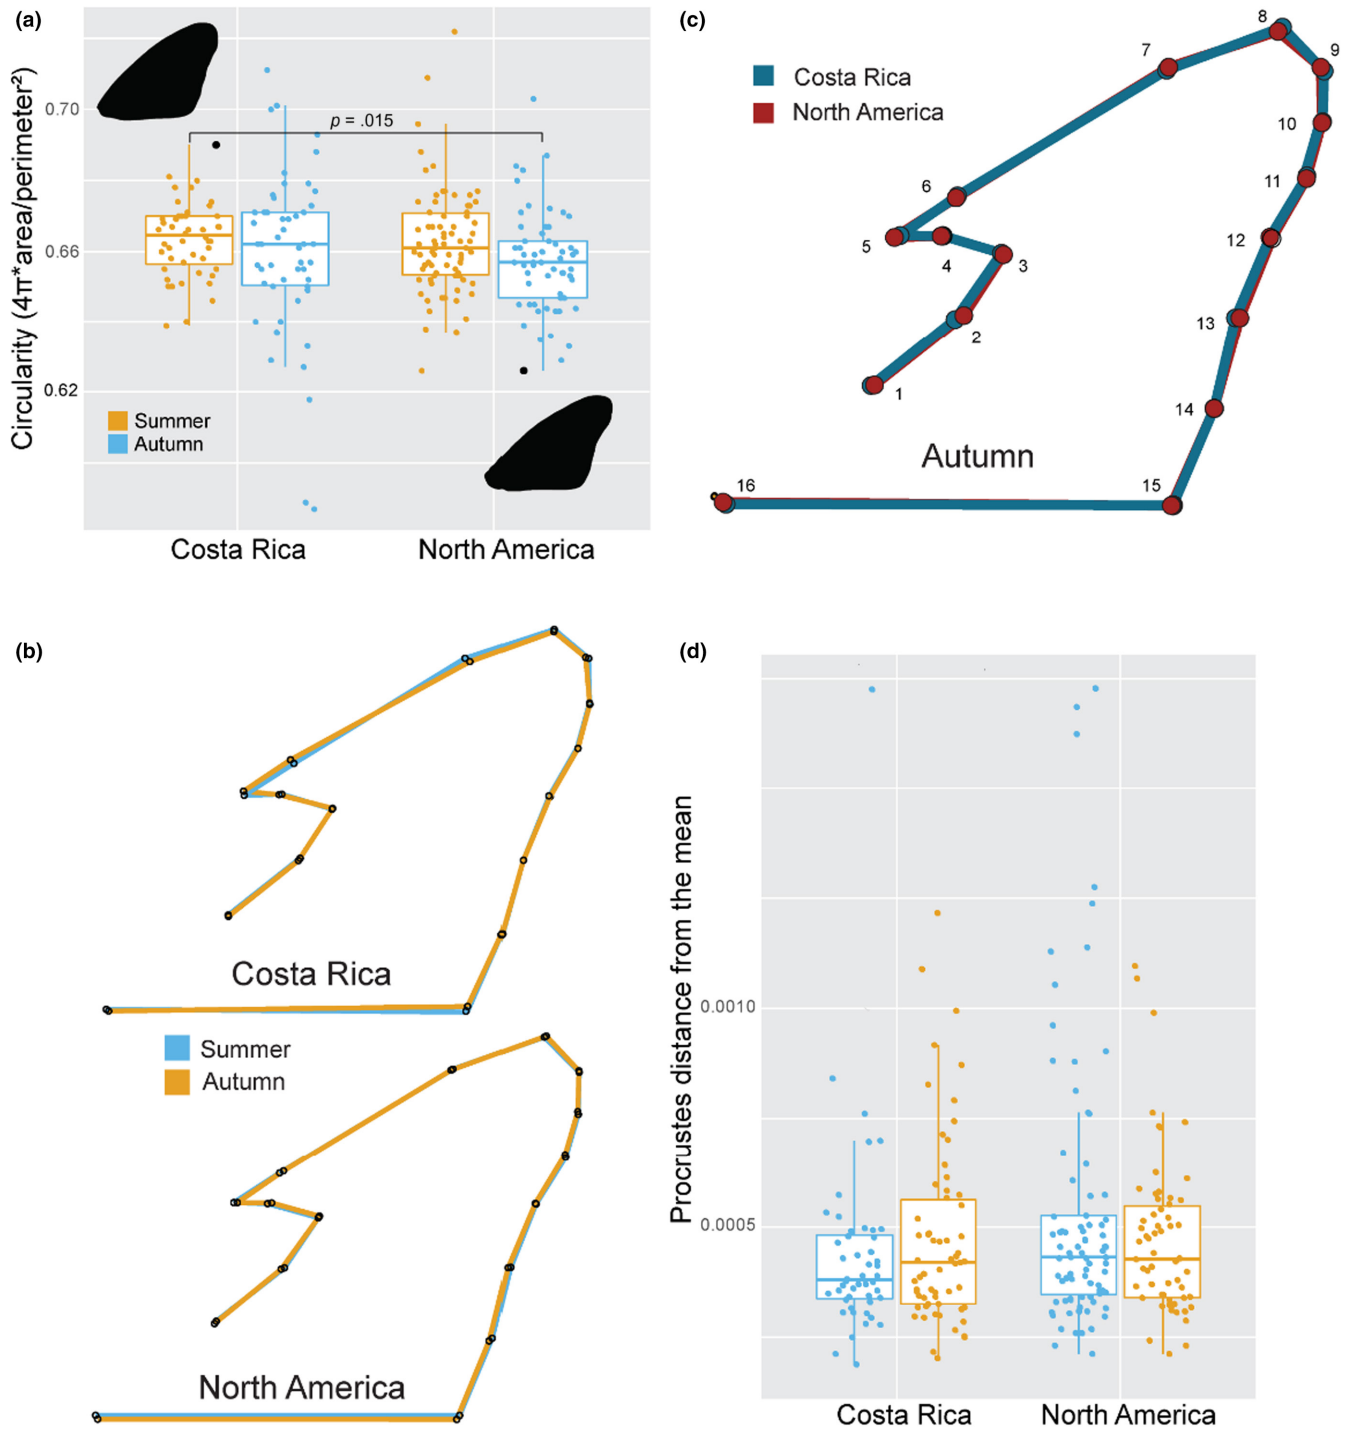 (a)
Circularity (4π*area/perimeter²)
0.70
0.66
0.62
p = .015
Summer
Autumn
Costa Rica
North America
(c)
Costa Rica
North America
1
2
3
4
5
6
7
8
9
10
11
12
13
14
15
16
Autumn
(b)
Costa Rica
Summer
Autumn
North America
(d)
Procrustes distance from the mean
0.0010
0.0005
Costa Rica
North America